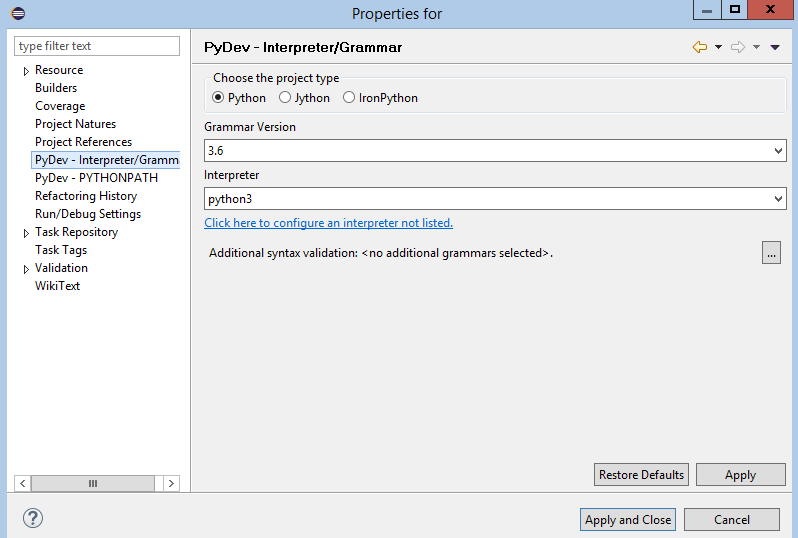 Properties for
type filter text
Resource
Builders
Coverage
Project Natures
Project References
PyDev - Interpreter/Gramma
PyDev - PYTHONPATH
Refactoring History
Run/Debug Settings
Task Repository
Task Tags
Validation
WikiText
PyDev - Interpreter/Grammar
Choose the project type
Python Jython IronPython
Grammar Version
3.6
Interpreter
python3
Click here to configure an interpreter not listed.
Additional syntax validation: <no additional grammars selected>.
...
Restore Defaults Apply
? Apply and Close Cancel